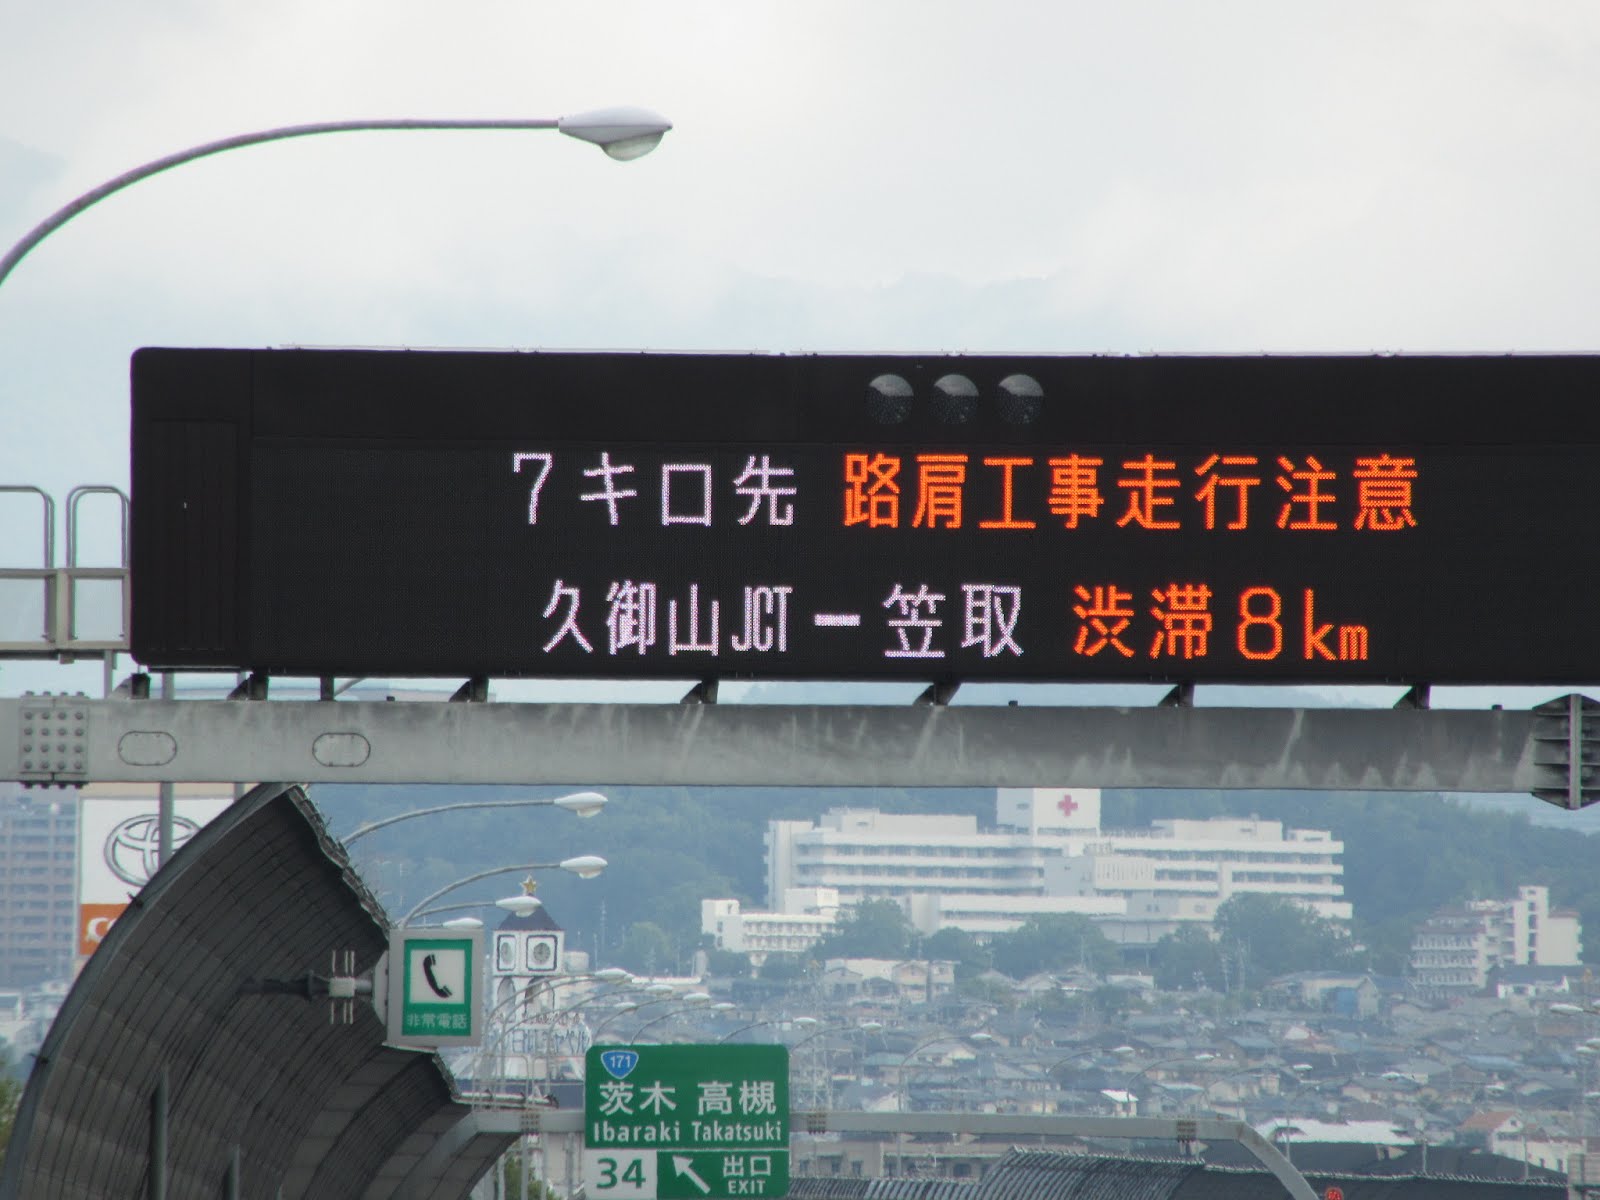 7キロ先 路肩工事走行注意
久御山JCTー笠取 渋滞8km
非常電話
171
茨木 高槻
Ibaraki Takatsuki
34 出口
EXIT